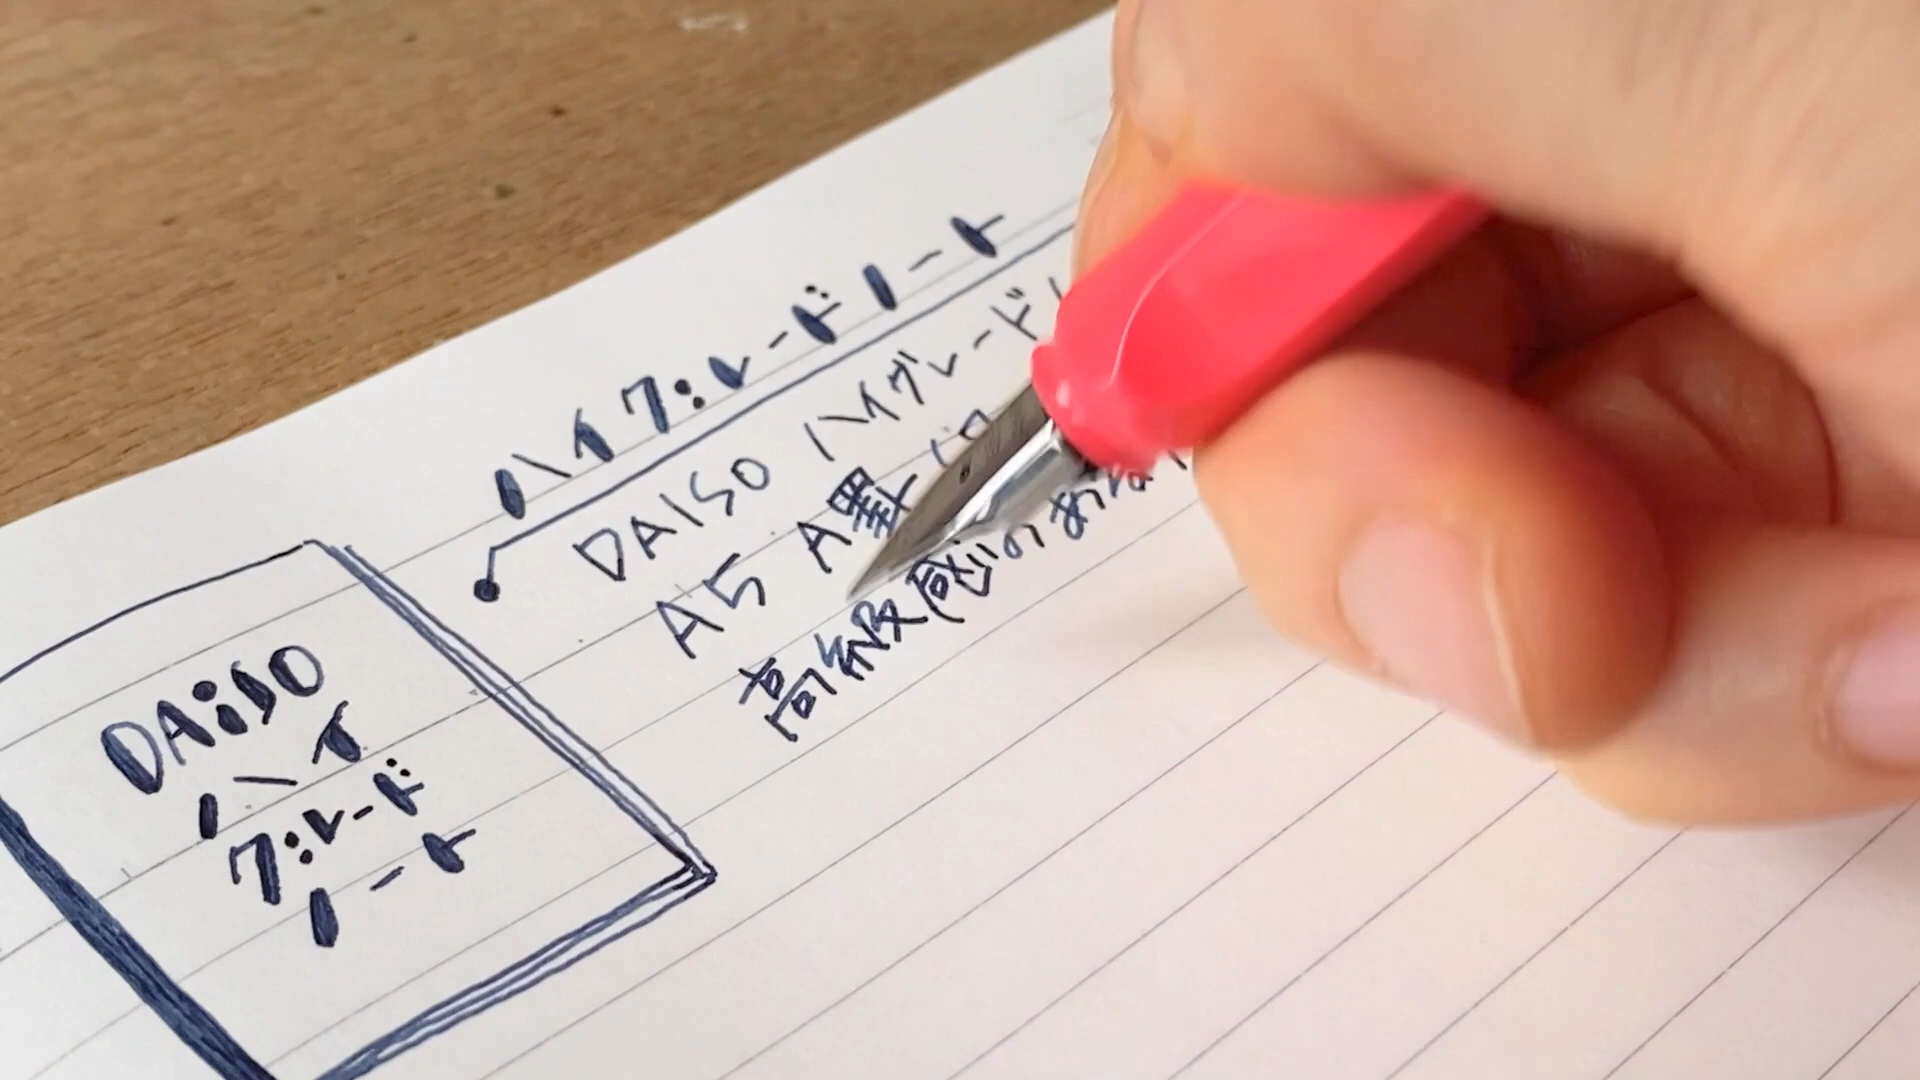 ハイグレードノート
DAISO ハイグレード
A5 A罫
高級感のある
DAiSO
ハイ
グレード
ノート